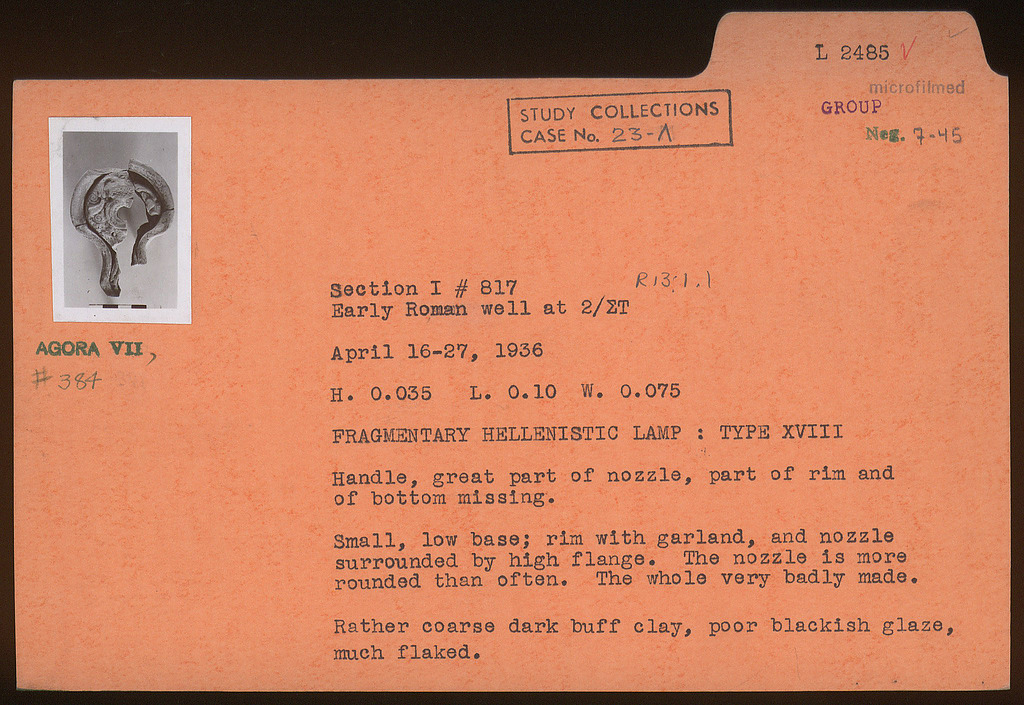 L 2485
microfilmed
GROUP
Neg. 7-45
STUDY COLLECTIONS
CASE No. 23-Λ
AGORA VII,
# 384
Section I # 817 R 13:1.1
Early Roman well at 2/ΣΤ
April 16-27, 1936
H. 0.035 L. 0.10 W. 0.075
FRAGMENTARY HELLENISTIC LAMP : TYPE XVIII
Handle, great part of nozzle, part of rim and
of bottom missing.
Small, low base; rim with garland, and nozzle
surrounded by high flange. The nozzle is more
rounded than often. The whole very badly made.
Rather coarse dark buff clay, poor blackish glaze,
much flaked.